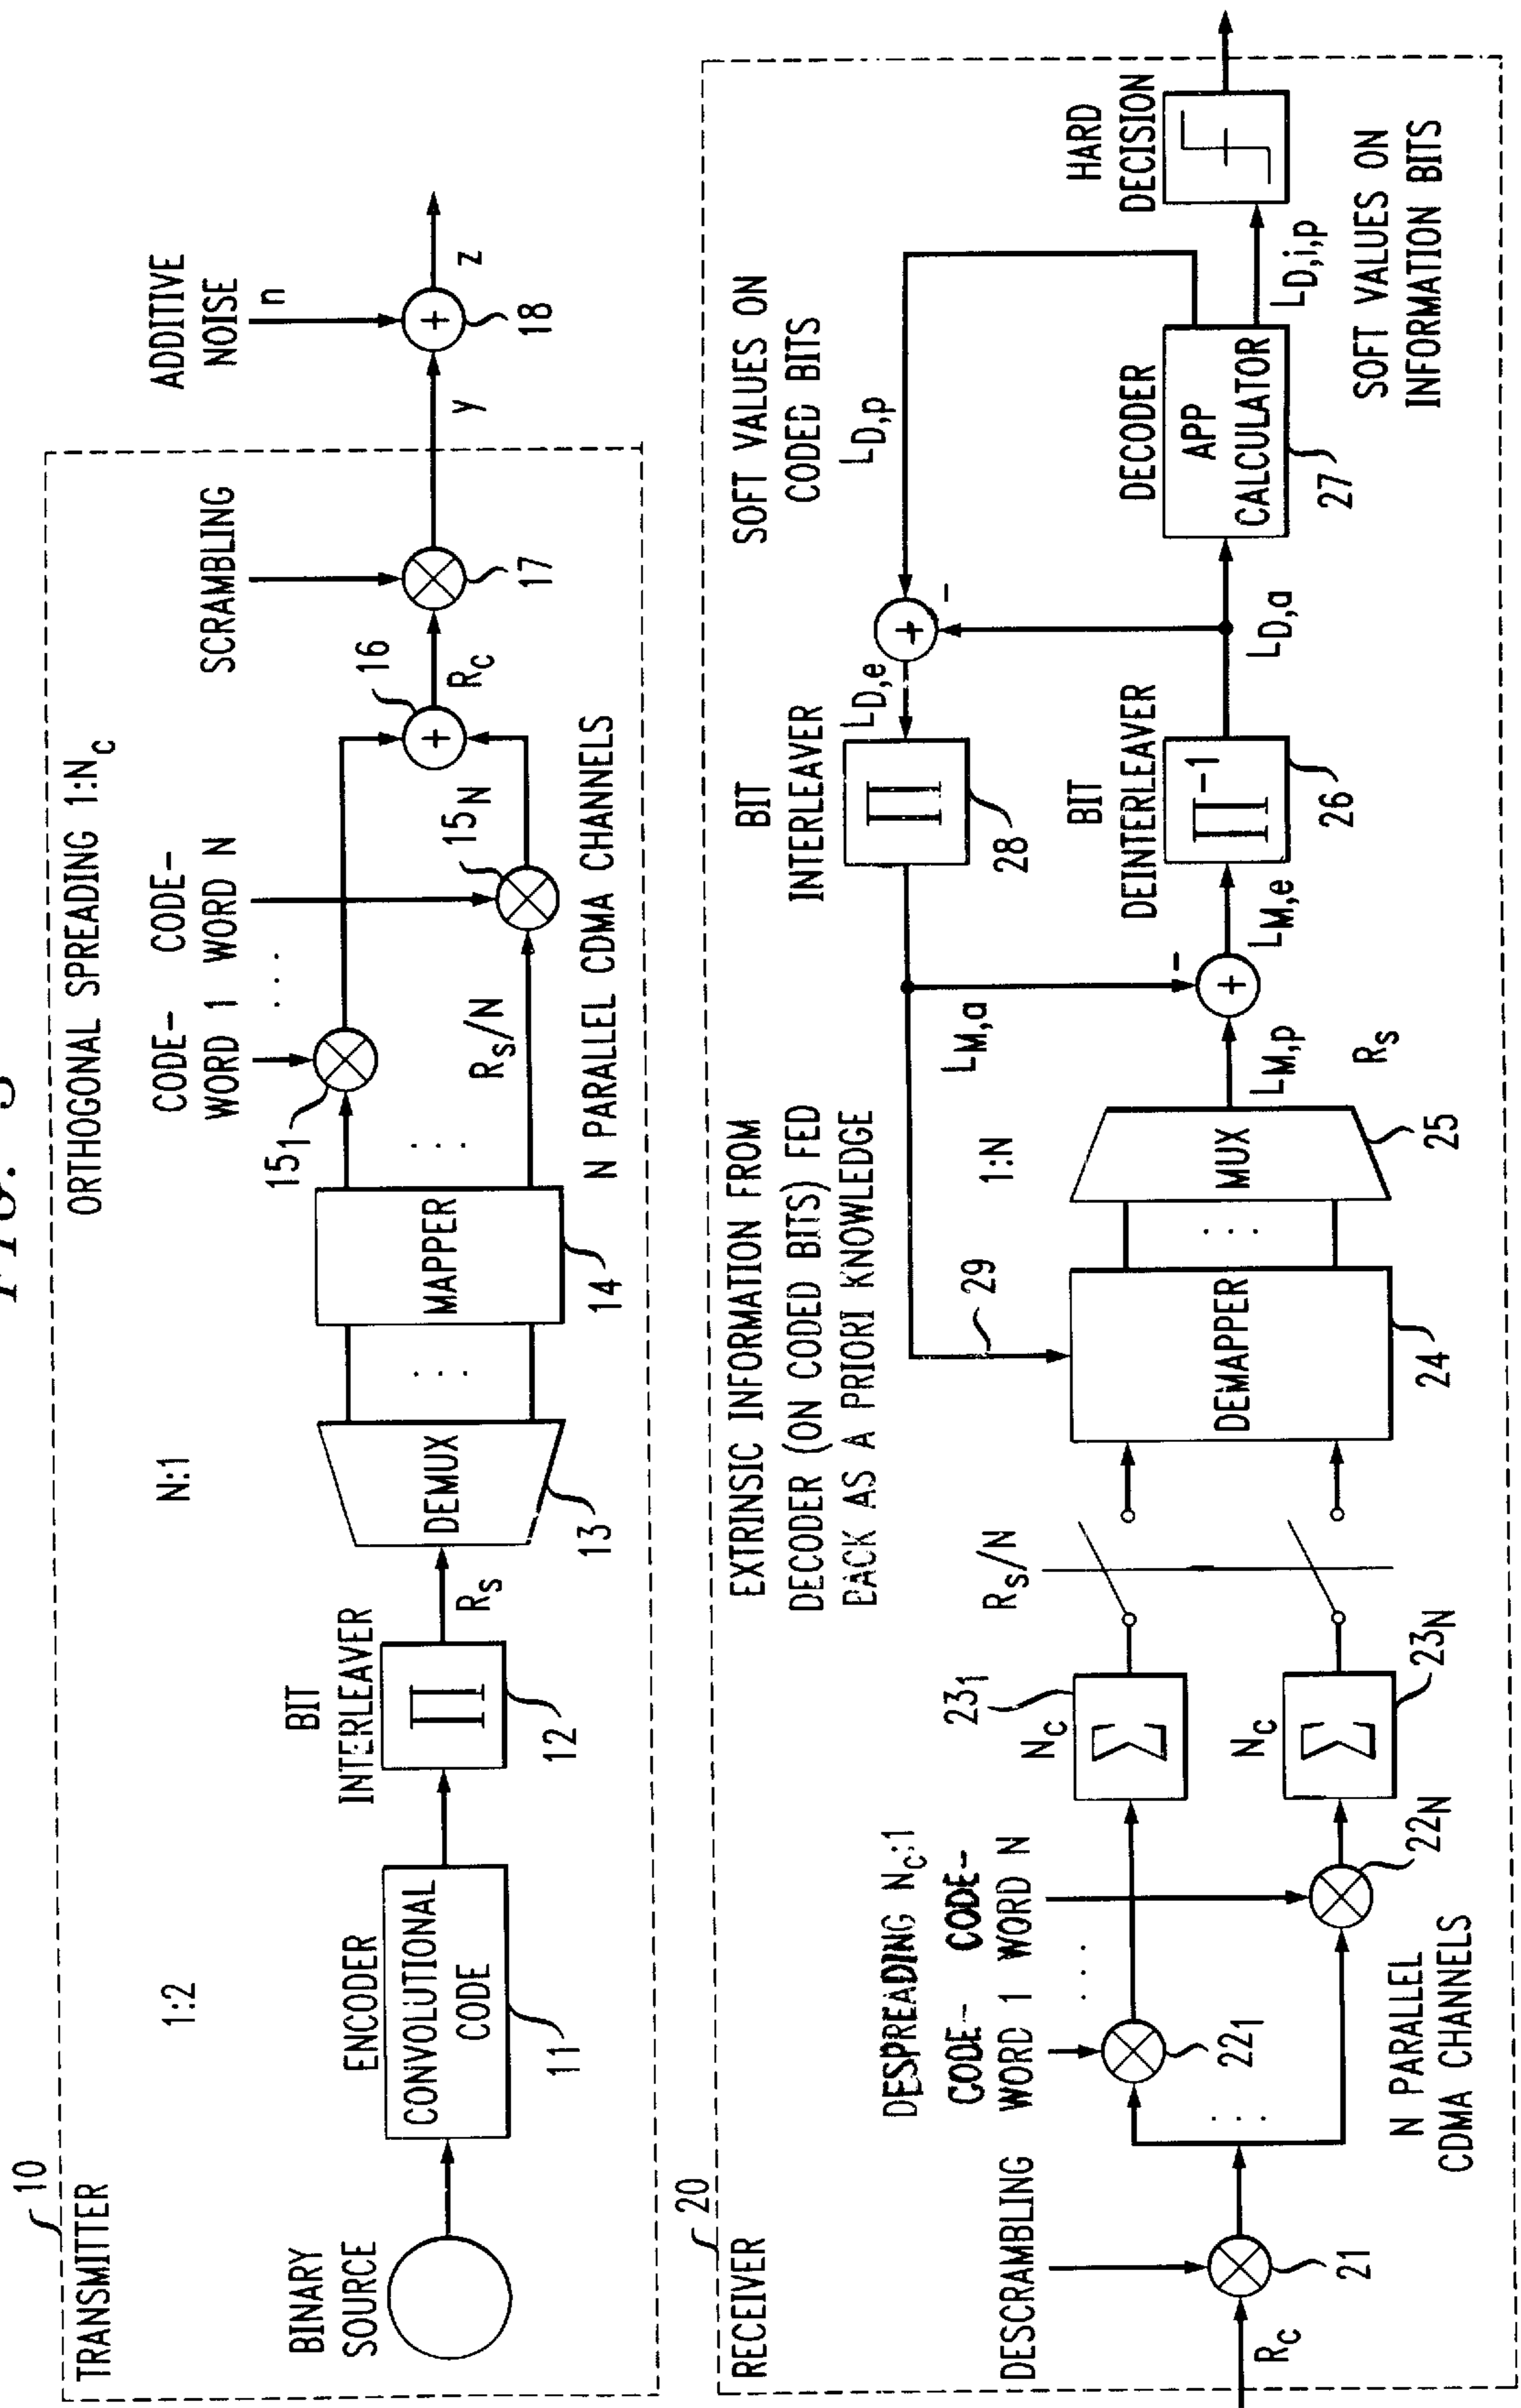 FIG. 3
10
TRANSMITTER
BINARY
SOURCE
1:2
ENCODER
CONVOLUTIONAL
CODE
11
BIT
INTERLEAVER
∏
12
R_s
N:1
DEMUX
13
. . .
MAPPER
14
ORTHOGONAL SPREADING 1:N_c
CODE-
WORD 1
. . .
CODE-
WORD N
15_1
. . .
R_s/N
15_N
N PARALLEL CDMA CHANNELS
16
+
R_c
SCRAMBLING
17
y
ADDITIVE
NOISE
n
+
18
z
20
RECEIVER
R_c
DESCRAMBLING
21
DESPREADING N_c:1
CODE-
WORD 1
. . .
CODE-
WORD N
22_1
. . .
22_N
N PARALLEL
CDMA CHANNELS
N_c
23_1
Σ
N_c
23_N
Σ
R_s/N
EXTRINSIC INFORMATION FROM
DECODER (ON CODED BITS) FED
BACK AS A PRIORI KNOWLEDGE
29
DEMAPPER
24
. . .
1:N
MUX
25
L_M,p
R_s
L_M,a
-
+
L_M,e
BIT
INTERLEAVER
∏
28
BIT
DEINTERLEAVER
∏^-1
26
L_D,e
+
-
L_D,a
SOFT VALUES ON
CODED BITS
L_D,p
DECODER
APP
CALCULATOR
27
L_D,i,p
HARD
DECISION
SOFT VALUES ON
INFORMATION BITS